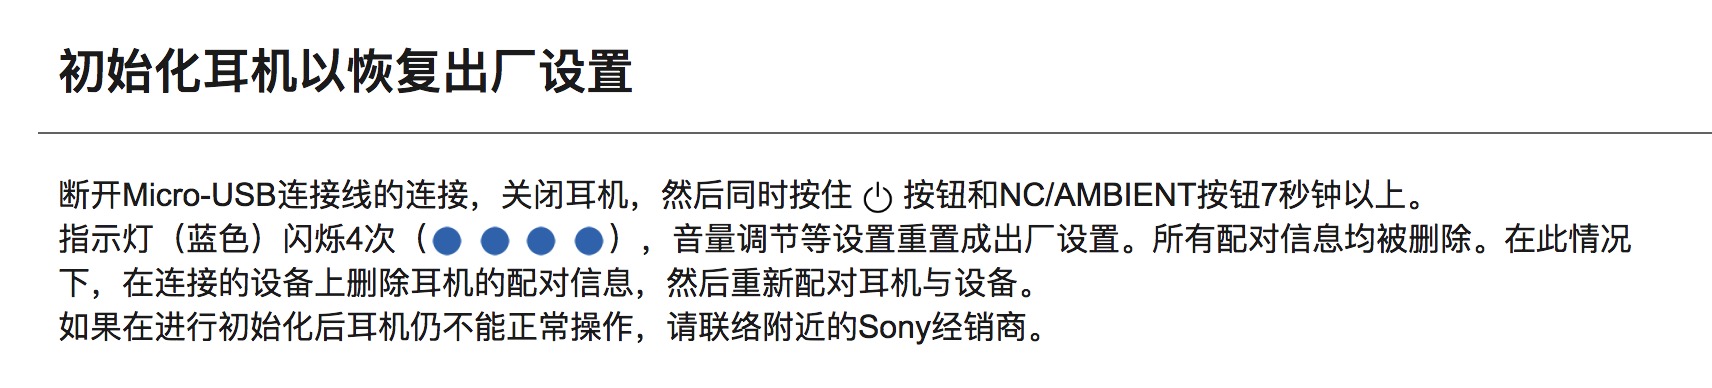 初始化耳机以恢复出厂设置
断开Micro-USB连接线的连接，关闭耳机，然后同时按住 ⏻ 按钮和NC/AMBIENT按钮7秒钟以上。
指示灯（蓝色）闪烁4次（● ● ● ●），音量调节等设置重置成出厂设置。所有配对信息均被删除。在此情况
下，在连接的设备上删除耳机的配对信息，然后重新配对耳机与设备。
如果在进行初始化后耳机仍不能正常操作，请联络附近的Sony经销商。